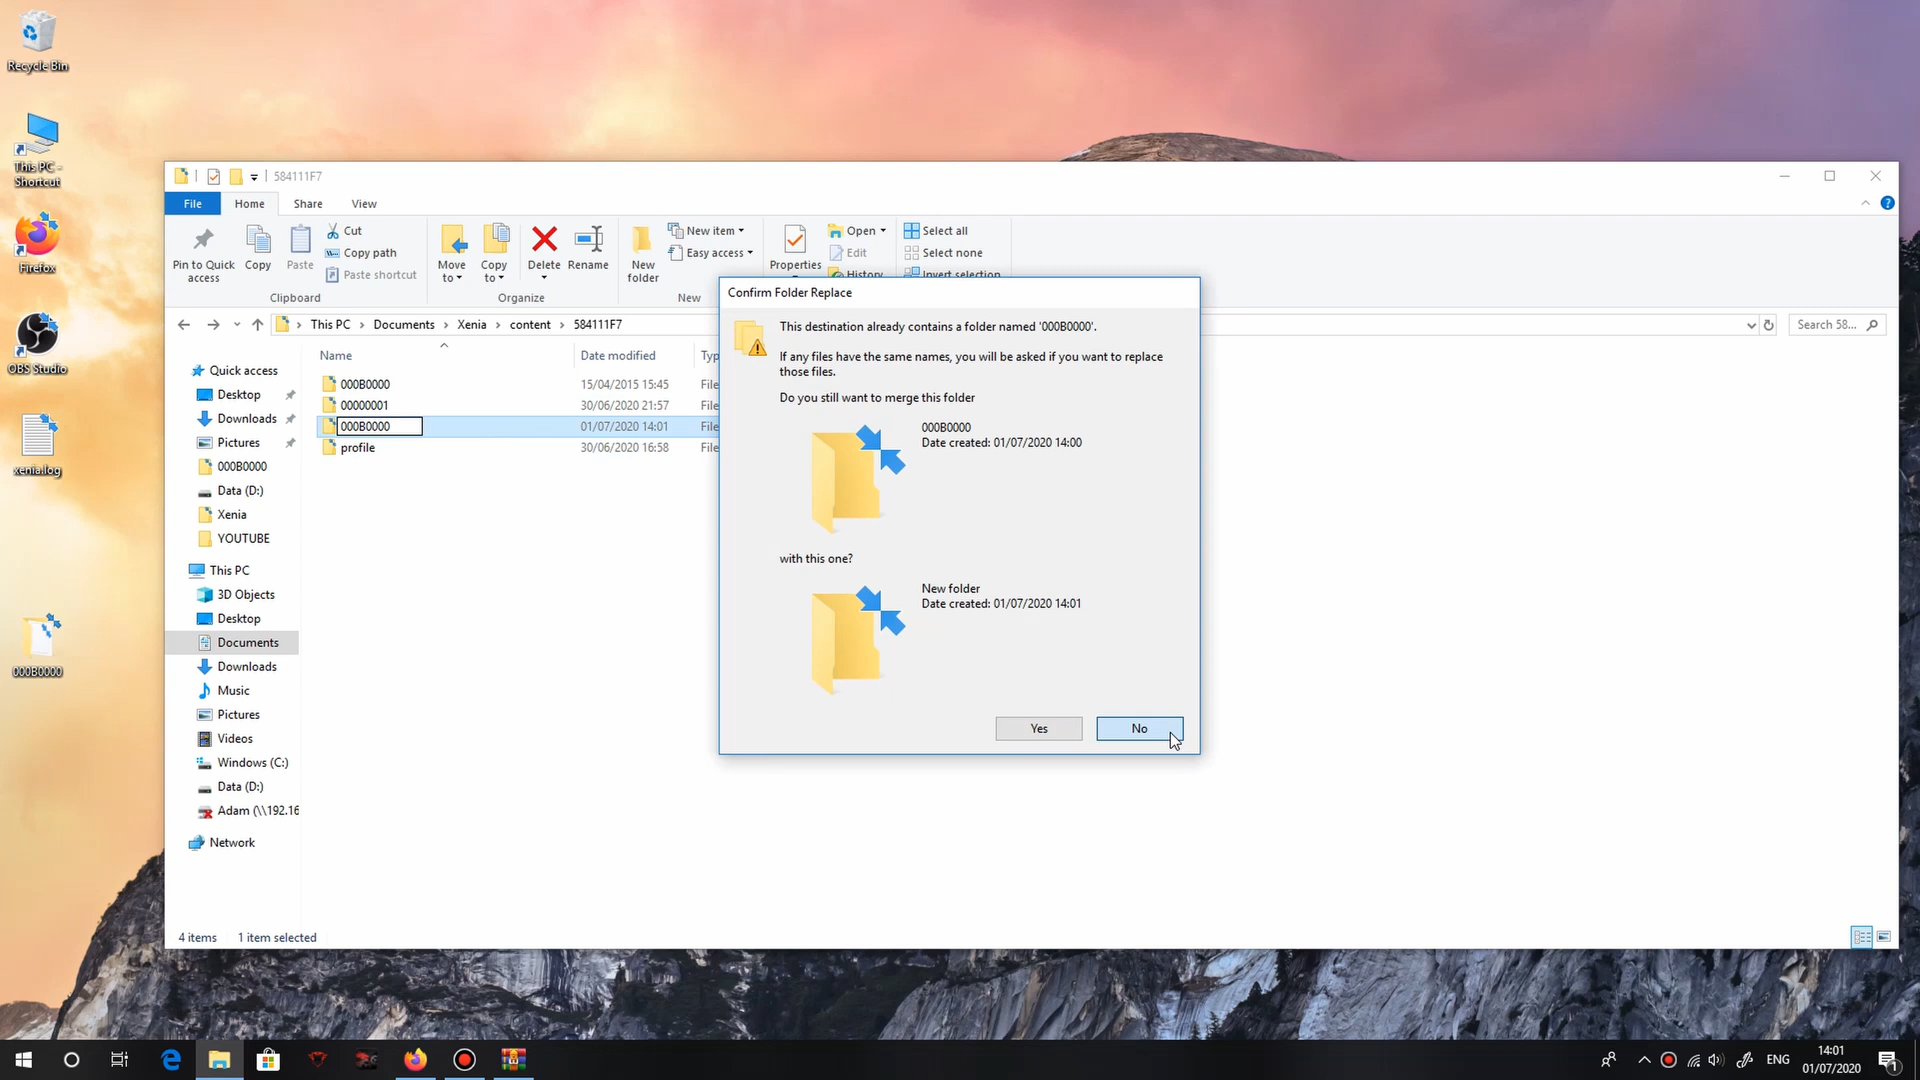 Recycle Bin
This PC -
Shortcut
Firefox
OBS Studio
xenia.log
000B0000
584111F7
File
Home
Share
View
Pin to Quick
access
Copy
Paste
Cut
Copy path
Paste shortcut
Clipboard
Move
to
Copy
to
Delete
Rename
Organize
New
folder
New item
Easy access
New
Properties
Open
Edit
History
Select all
Select none
Invert selection
This PC > Documents > Xenia > content > 584111F7
Search 58...
Quick access
Desktop
Downloads
Pictures
000B0000
Data (D:)
Xenia
YOUTUBE
This PC
3D Objects
Desktop
Documents
Downloads
Music
Pictures
Videos
Windows (C:)
Data (D:)
Adam (\\192.16
Network
Name
Date modified
Typ
000B0000
15/04/2015 15:45
File
00000001
30/06/2020 21:57
File
000B0000
01/07/2020 14:01
File
profile
30/06/2020 16:58
File
Confirm Folder Replace
This destination already contains a folder named '000B0000'.
If any files have the same names, you will be asked if you want to replace
those files.
Do you still want to merge this folder
000B0000
Date created: 01/07/2020 14:00
with this one?
New folder
Date created: 01/07/2020 14:01
Yes
No
4 items
1 item selected
ENG
14:01
01/07/2020
1